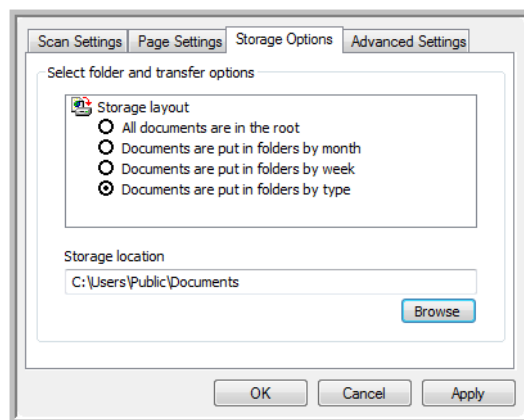 Scan Settings Page Settings Storage Options Advanced Settings
Select folder and transfer options
Storage layout
All documents are in the root
Documents are put in folders by month
Documents are put in folders by week
Documents are put in folders by type
Storage location
C:\Users\Public\Documents
Browse
OK Cancel Apply